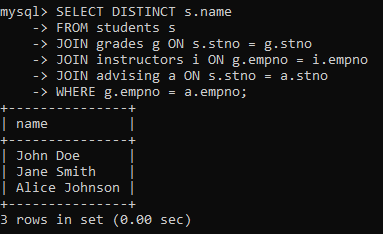 mysql> SELECT DISTINCT s.name
    -> FROM students s
    -> JOIN grades g ON s.stno = g.stno
    -> JOIN instructors i ON g.empno = i.empno
    -> JOIN advising a ON s.stno = a.stno
    -> WHERE g.empno = a.empno;
+---------------+
| name          |
+---------------+
| John Doe      |
| Jane Smith    |
| Alice Johnson |
+---------------+
3 rows in set (0.00 sec)